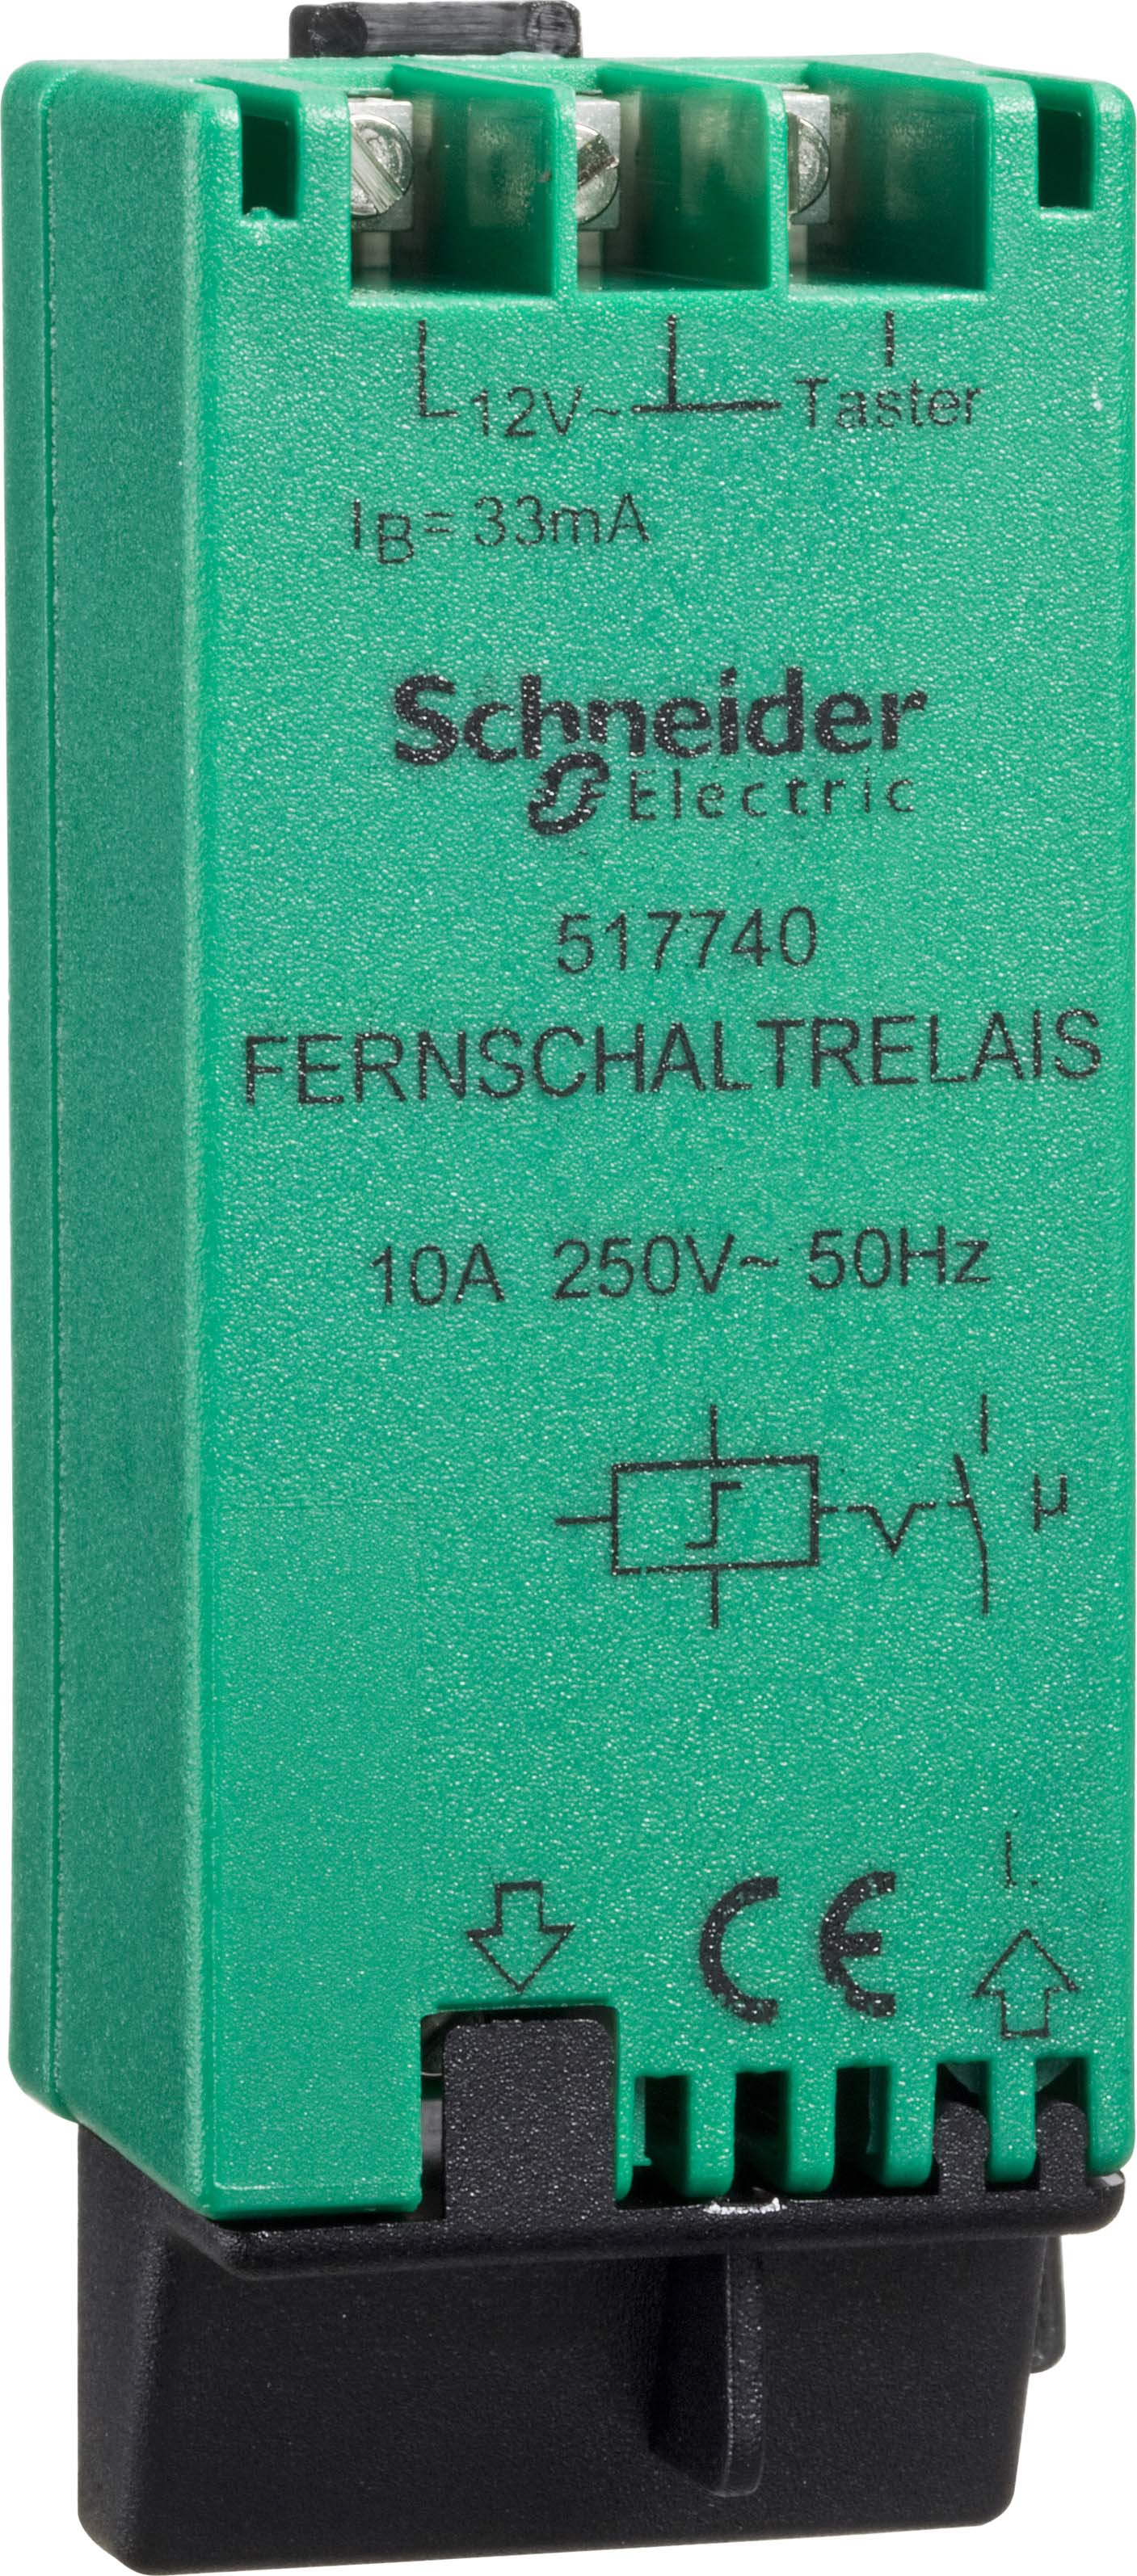 12V~ Taster
IB= 33mA
Schneider
Electric
517740
FERNSCHALTRELAIS
10A 250V~ 50Hz
µ
L
CE